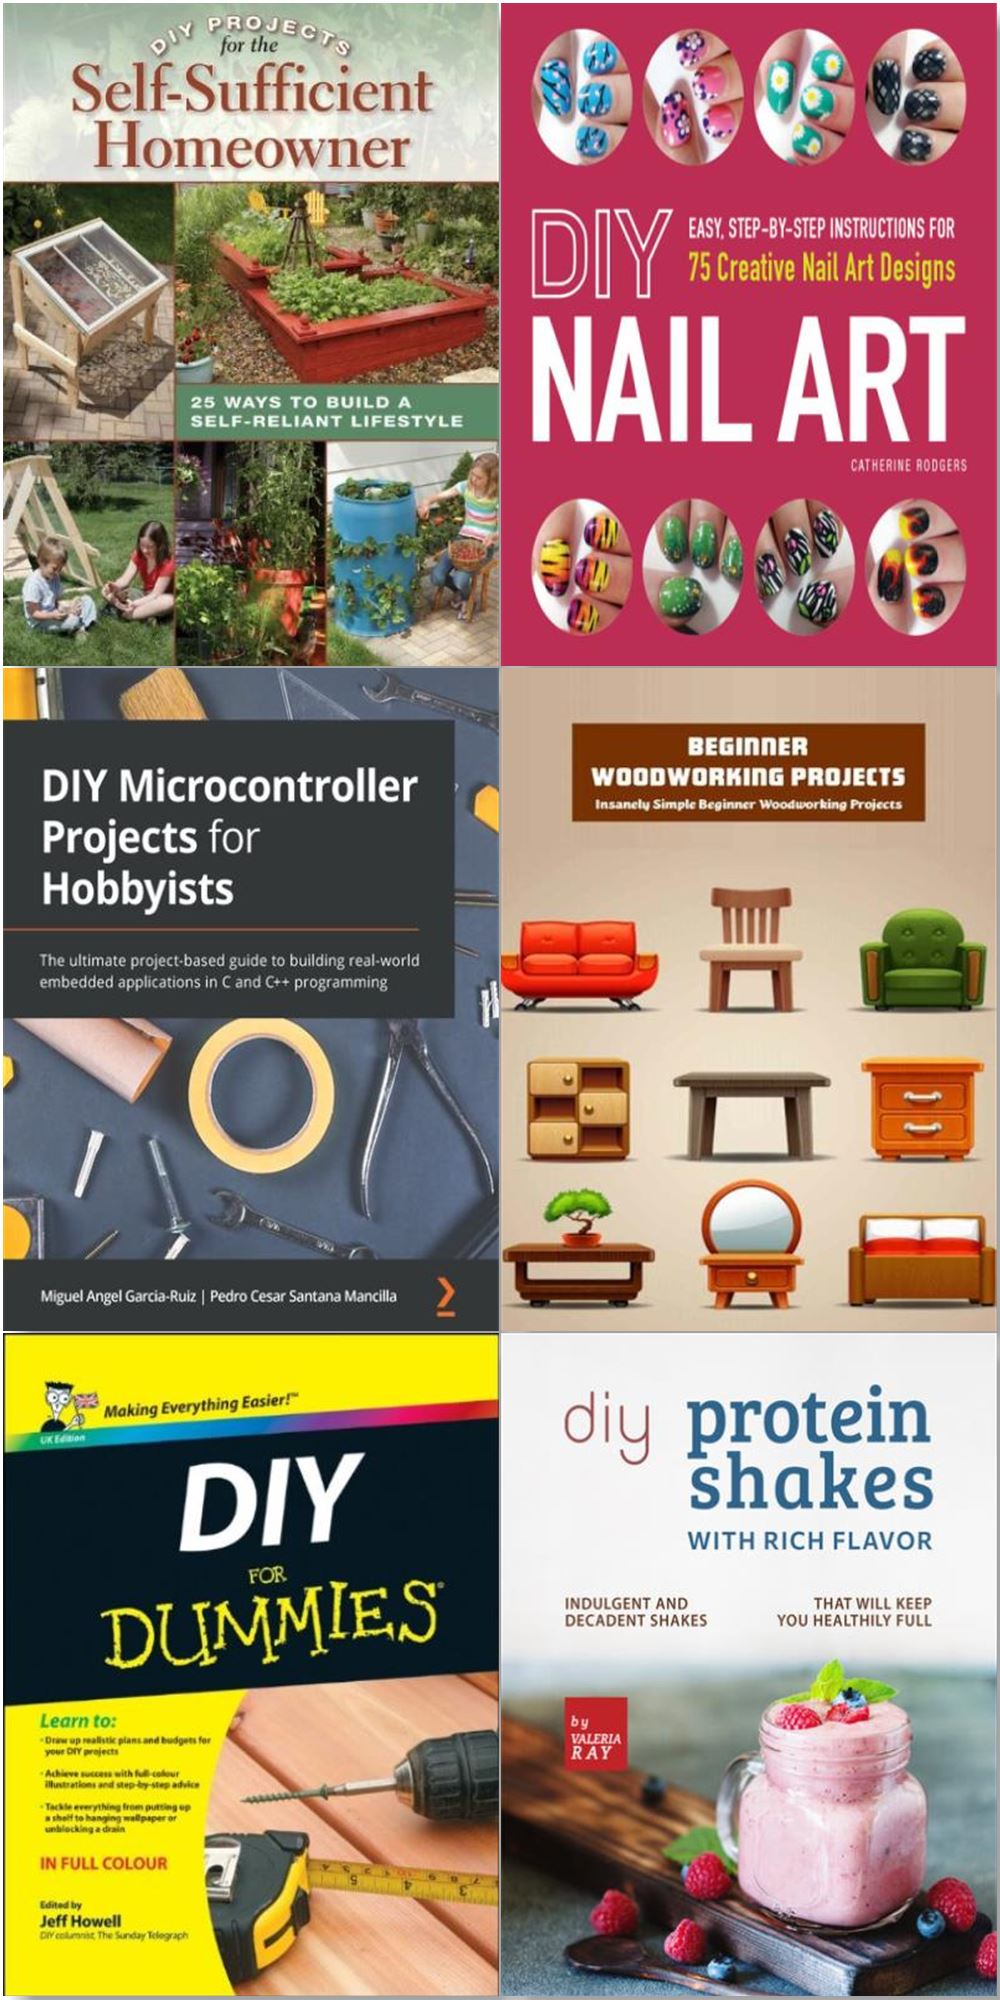 DIY PROJECTS
for the
Self-Sufficient
Homeowner
25 WAYS TO BUILD A
SELF-RELIANT LIFESTYLE
DIY
EASY, STEP-BY-STEP INSTRUCTIONS FOR
75 Creative Nail Art Designs
NAIL ART
CATHERINE RODGERS
DIY Microcontroller
Projects for
Hobbyists
The ultimate project-based guide to building real-world
embedded applications in C and C++ programming
Miguel Angel Garcia-Ruiz | Pedro Cesar Santana Mancilla
BEGINNER
WOODWORKING PROJECTS
Insanely Simple Beginner Woodworking Projects
Making Everything Easier!™
UK Edition
DIY
FOR
DUMMIES®
Learn to:
• Draw up realistic plans and budgets for
your DIY projects
• Achieve success with full-colour
illustrations and step-by-step advice
• Tackle everything from putting up
a shelf to hanging wallpaper or
unblocking a drain
IN FULL COLOUR
Edited by
Jeff Howell
DIY columnist, The Sunday Telegraph
5 4 3
diy protein
shakes
WITH RICH FLAVOR
INDULGENT AND
DECADENT SHAKES
THAT WILL KEEP
YOU HEALTHILY FULL
by
VALERIA
RAY